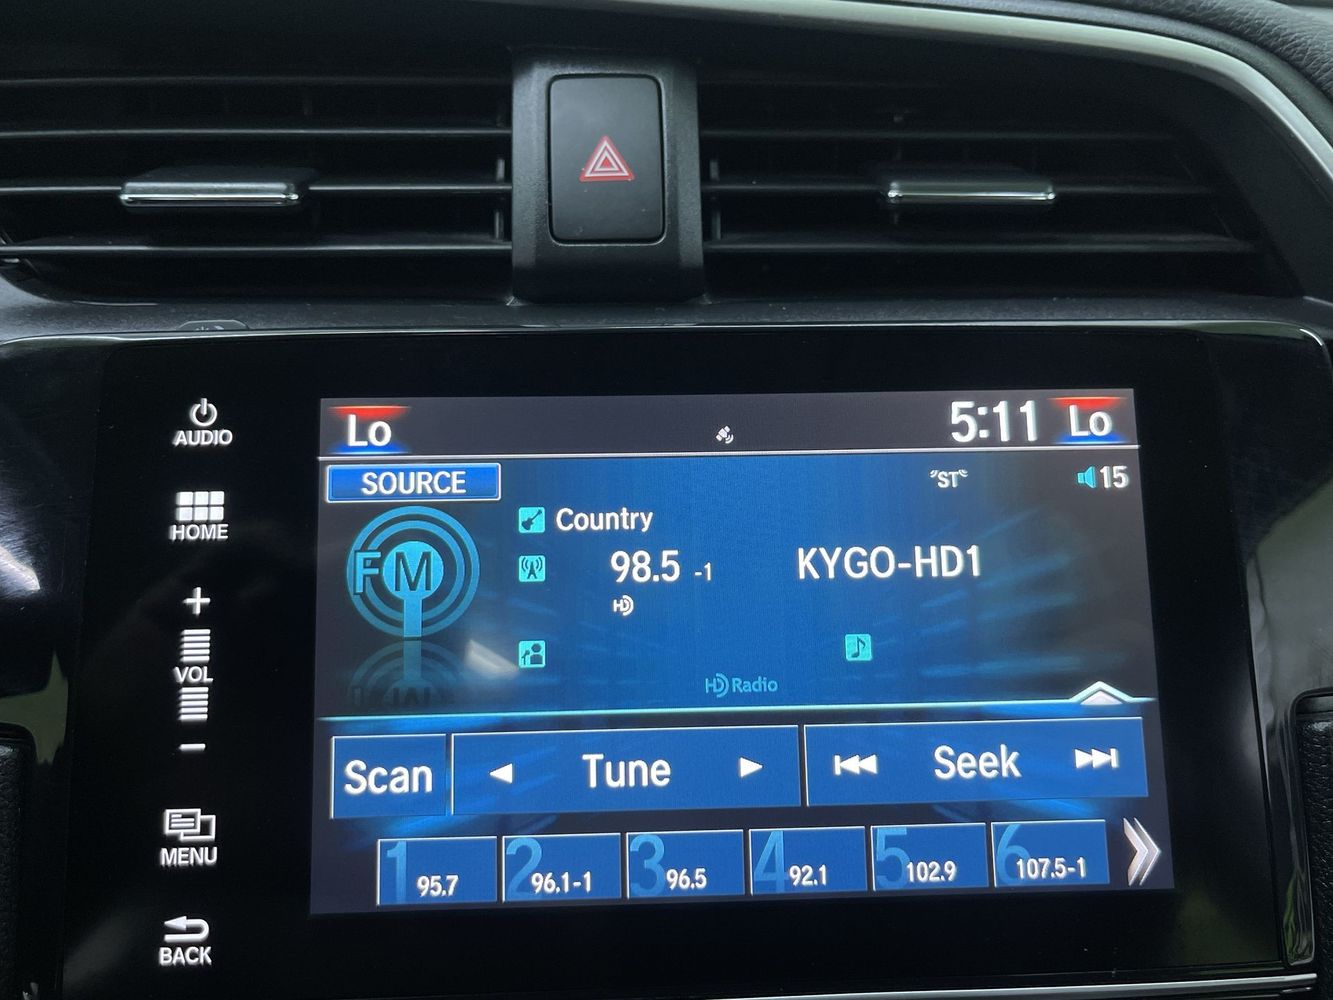 AUDIO
HOME
+
VOL
−
MENU
BACK
Lo
5:11 Lo
SOURCE
"ST"
15
FM
Country
98.5 -1 KYGO-HD1
HD
HD Radio
Scan
Tune
Seek
1 95.7
2 96.1-1
3 96.5
4 92.1
5 102.9
6 107.5-1